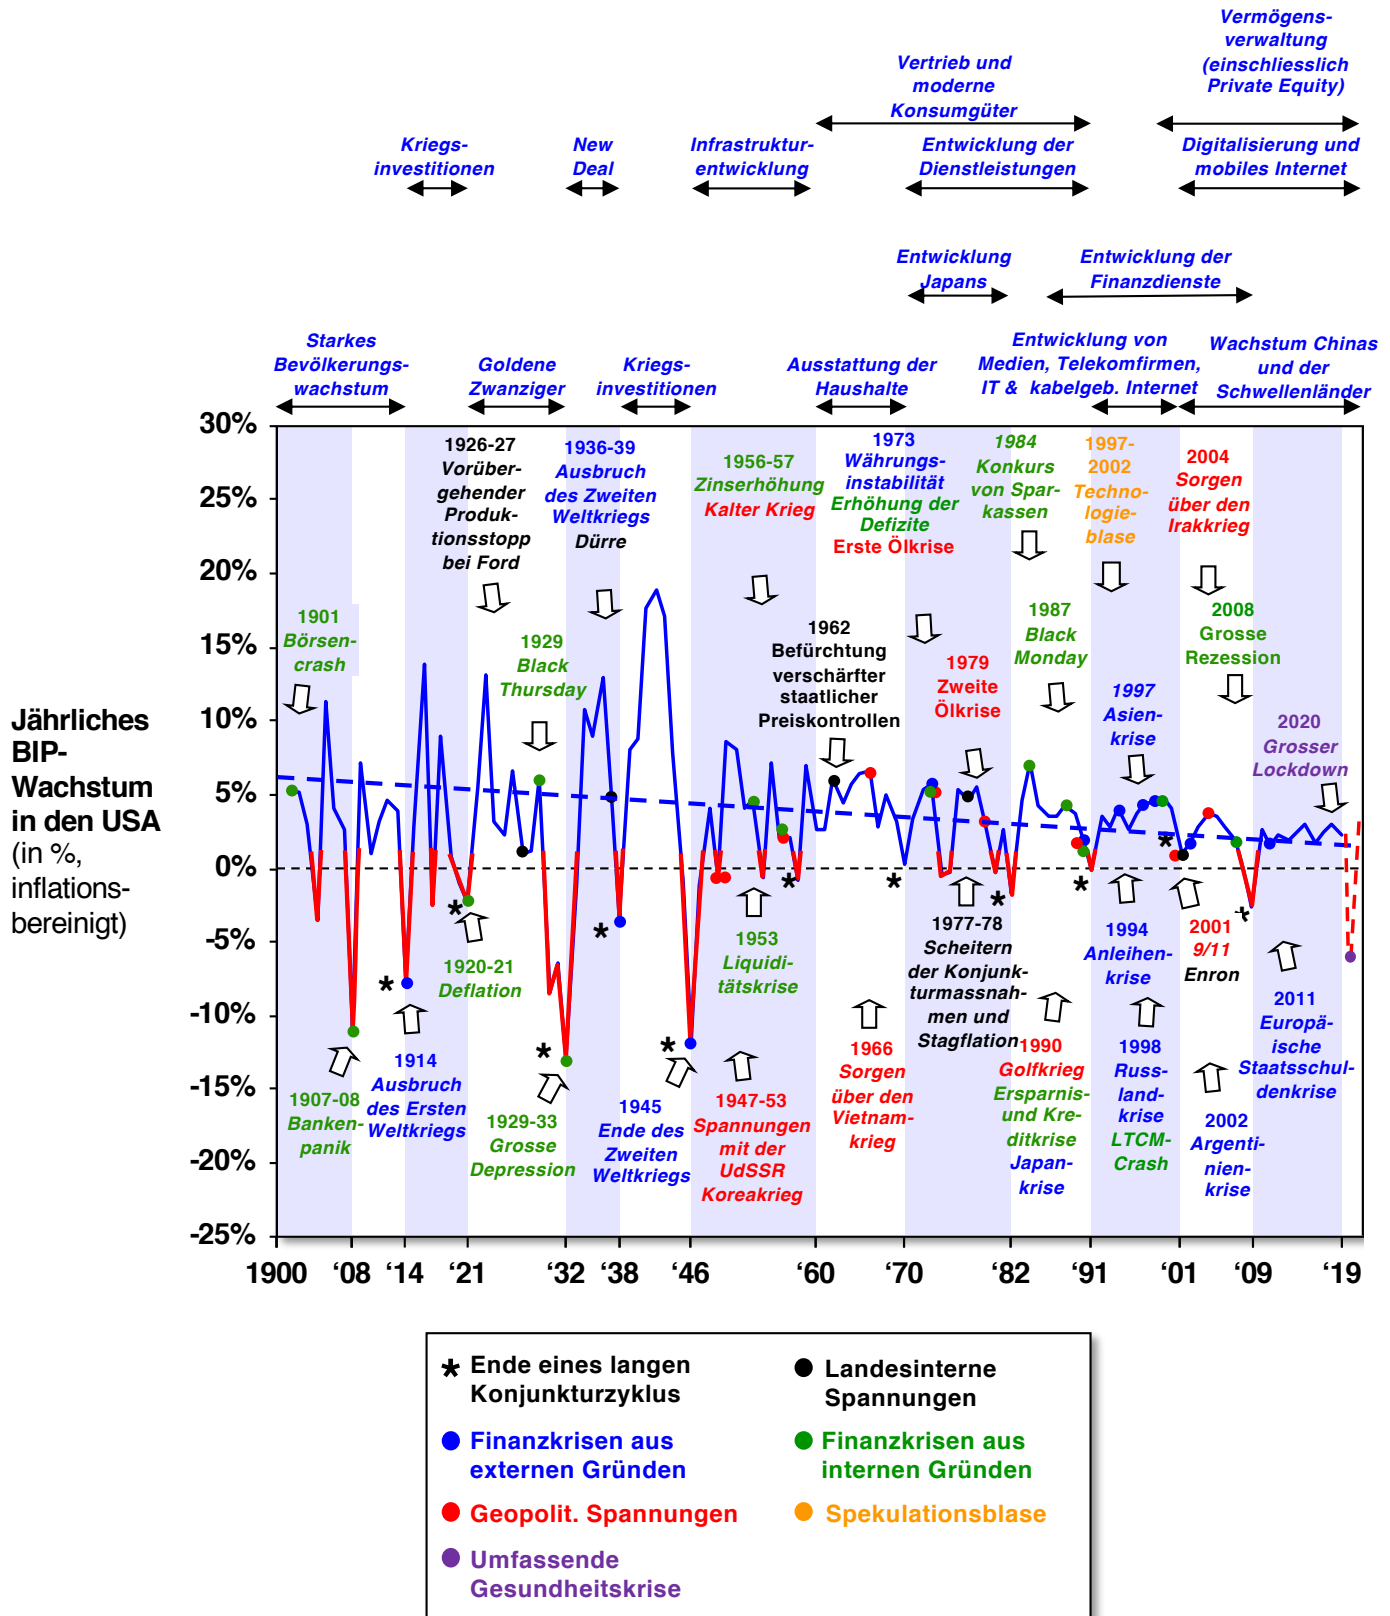 Vermögens-
verwaltung
(einschliesslich
Private Equity)
Vertrieb und
moderne
Konsumgüter
Kriegs-
investitionen
New
Deal
Infrastruktur-
entwicklung
Entwicklung der
Dienstleistungen
Digitalisierung und
mobiles Internet
Entwicklung
Japans
Entwicklung der
Finanzdienste
Starkes
Bevölkerungs-
wachstum
Goldene
Zwanziger
Kriegs-
investitionen
Ausstattung der
Haushalte
Entwicklung von
Medien, Telekomfirmen,
IT & kabelgeb. Internet
Wachstum Chinas
und der
Schwellenländer
Jährliches
BIP-
Wachstum
in den USA
(in %,
inflations-
bereinigt)
30%
25%
20%
15%
10%
5%
0%
-5%
-10%
-15%
-20%
-25%
1926-27
Vorüber-
gehender
Produk-
tionsstopp
bei Ford
1936-39
Ausbruch
des Zweiten
Weltkriegs
Dürre
1956-57
Zinserhöhung
Kalter Krieg
1973
Währungs-
instabilität
Erhöhung der
Defizite
Erste Ölkrise
1984
Konkurs
von Spar-
kassen
1997-
2002
Techno-
logie-
blase
2004
Sorgen
über den
Irakkrieg
1901
Börsen-
crash
1929
Black
Thursday
1962
Befürchtung
verschärfter
staatlicher
Preiskontrollen
1979
Zweite
Ölkrise
1987
Black
Monday
1997
Asien-
krise
2008
Grosse
Rezession
2020
Grosser
Lockdown
1907-08
Banken-
panik
1914
Ausbruch
des Ersten
Weltkriegs
1920-21
Deflation
1929-33
Grosse
Depression
1945
Ende des
Zweiten
Weltkriegs
1947-53
Spannungen
mit der
UdSSR
Koreakrieg
1953
Liquidi-
tätskrise
1966
Sorgen
über den
Vietnam-
krieg
1977-78
Scheitern
der Konjunk-
turmassnah-
men und
Stagflation
1990
Golfkrieg
Ersparnis-
und Kre-
ditkrise
Japan-
krise
1994
Anleihen-
krise
1998
Russ-
land-
krise
LTCM-
Crash
2001
9/11
Enron
2002
Argenti-
nien-
krise
2011
Europä-
ische
Staatsschul-
denkrise
1900 ‘08 ‘14 ‘21 ‘32 ‘38 ‘46 ‘60 ‘70 ‘82 ‘91 ‘01 ‘09 ‘19
* Ende eines langen
Konjunkturzyklus
Landesinterne
Spannungen
Finanzkrisen aus
externen Gründen
Finanzkrisen aus
internen Gründen
Geopolit. Spannungen
Spekulationsblase
Umfassende
Gesundheitskrise